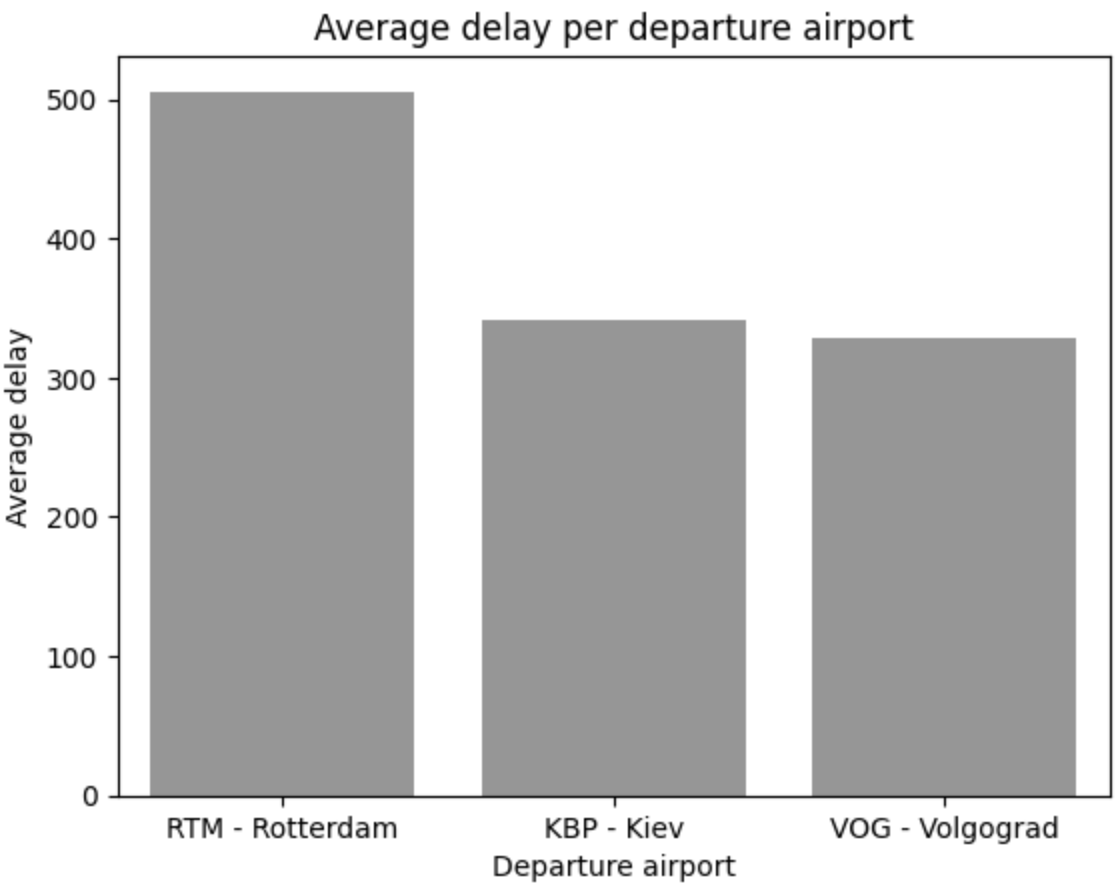 Average delay per departure airport
500
400
300
200
100
0
Average delay
RTM - Rotterdam
KBP - Kiev
VOG - Volgograd
Departure airport